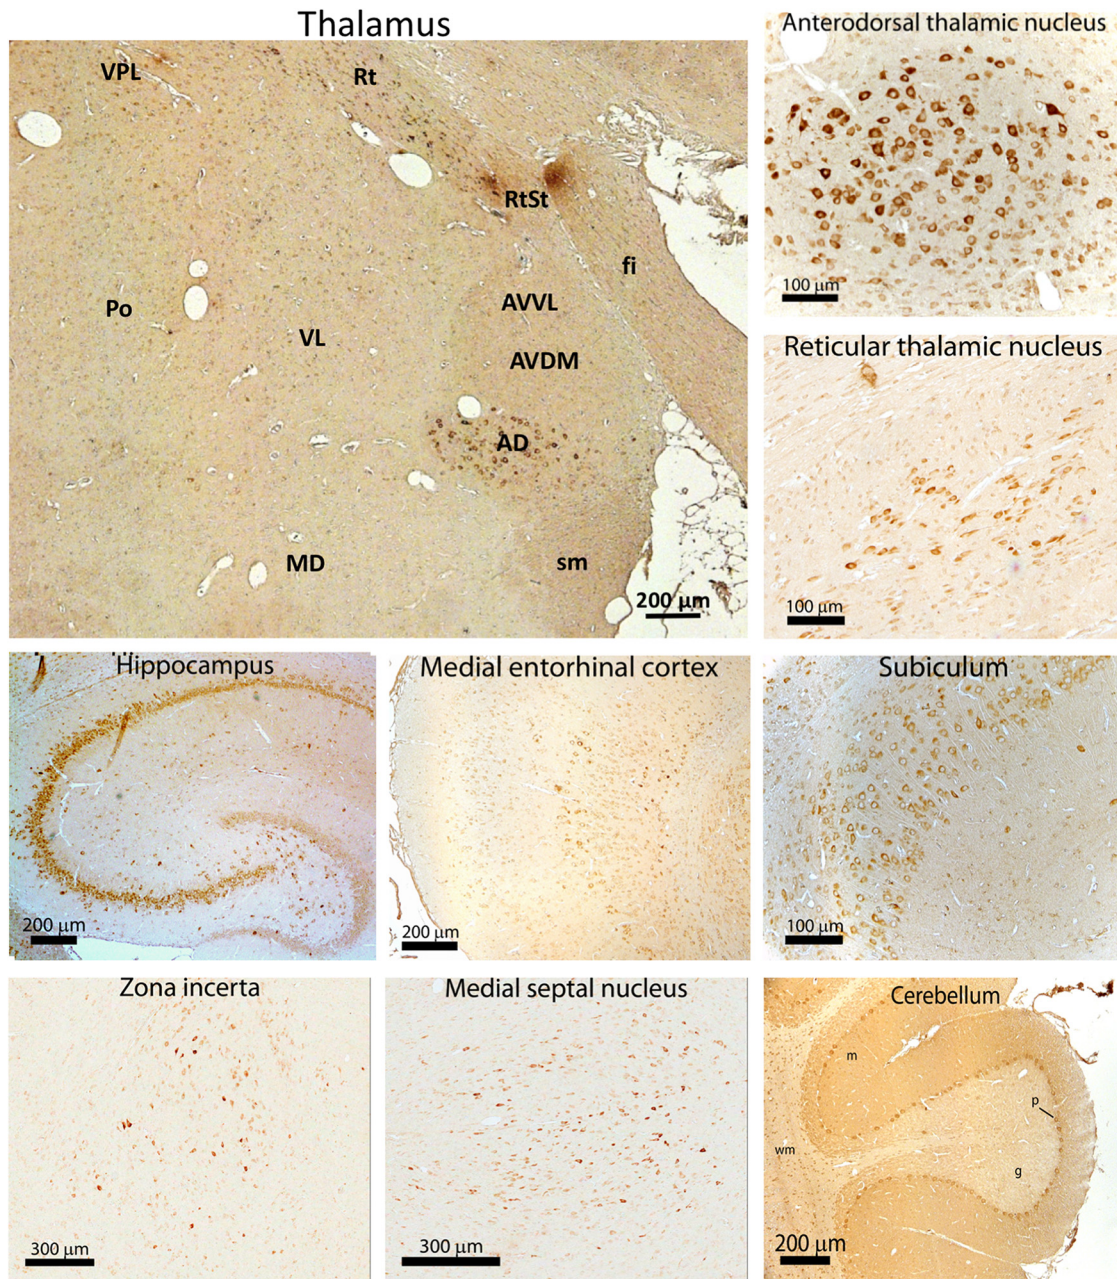 Thalamus
VPL
Rt
RtSt
fi
Po
VL
AVVL
AVDM
AD
MD
sm
200 µm
Anterodorsal thalamic nucleus
100 µm
Reticular thalamic nucleus
100 µm
Hippocampus
200 µm
Medial entorhinal cortex
200 µm
Subiculum
100 µm
Zona incerta
300 µm
Medial septal nucleus
300 µm
Cerebellum
m
p
wm
g
200 µm